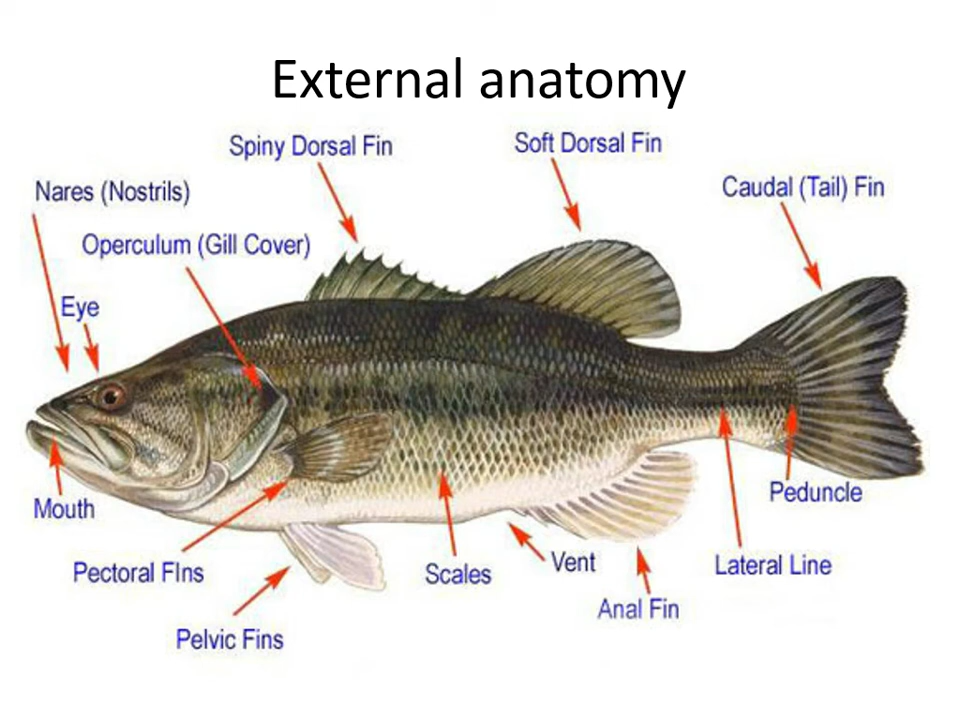 External anatomy
Spiny Dorsal Fin
Soft Dorsal Fin
Caudal (Tail) Fin
Nares (Nostrils)
Operculum (Gill Cover)
Eye
Mouth
Peduncle
Pectoral FIns
Scales
Vent
Lateral Line
Anal Fin
Pelvic Fins